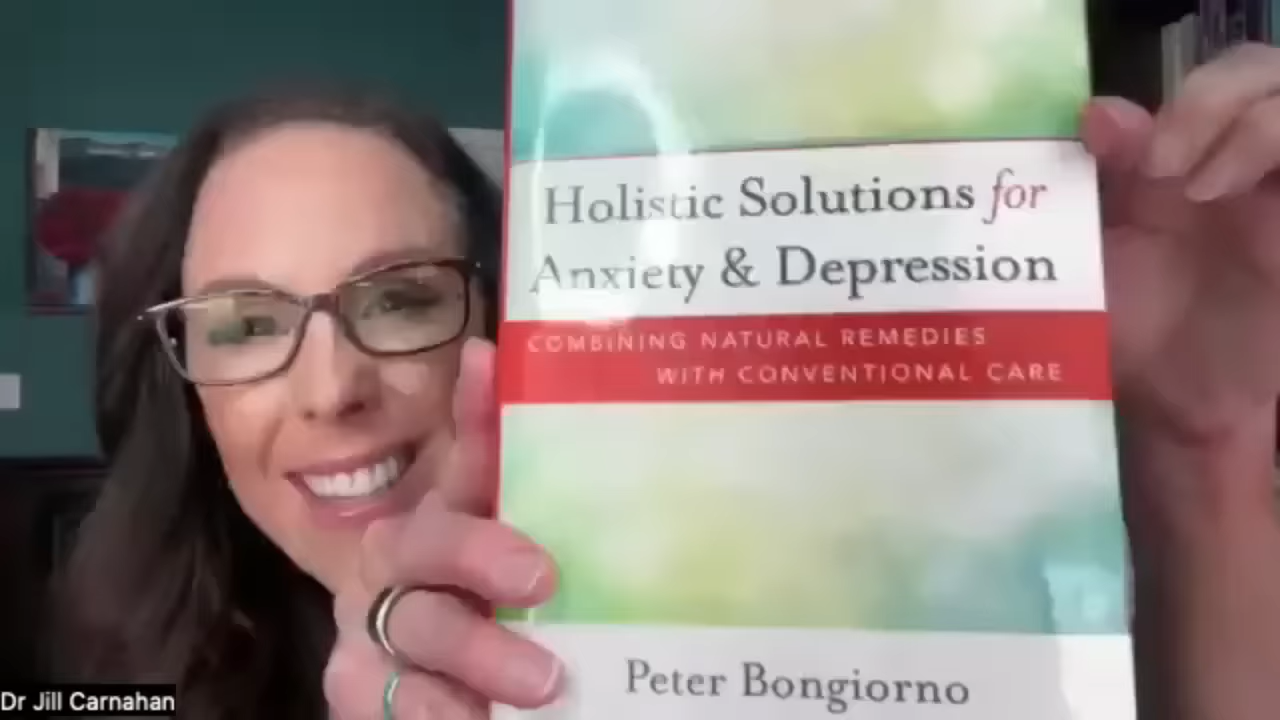 Holistic Solutions for
Anxiety & Depression
COMBINING NATURAL REMEDIES
WITH CONVENTIONAL CARE
Peter Bongiorno
Dr Jill Carnahan